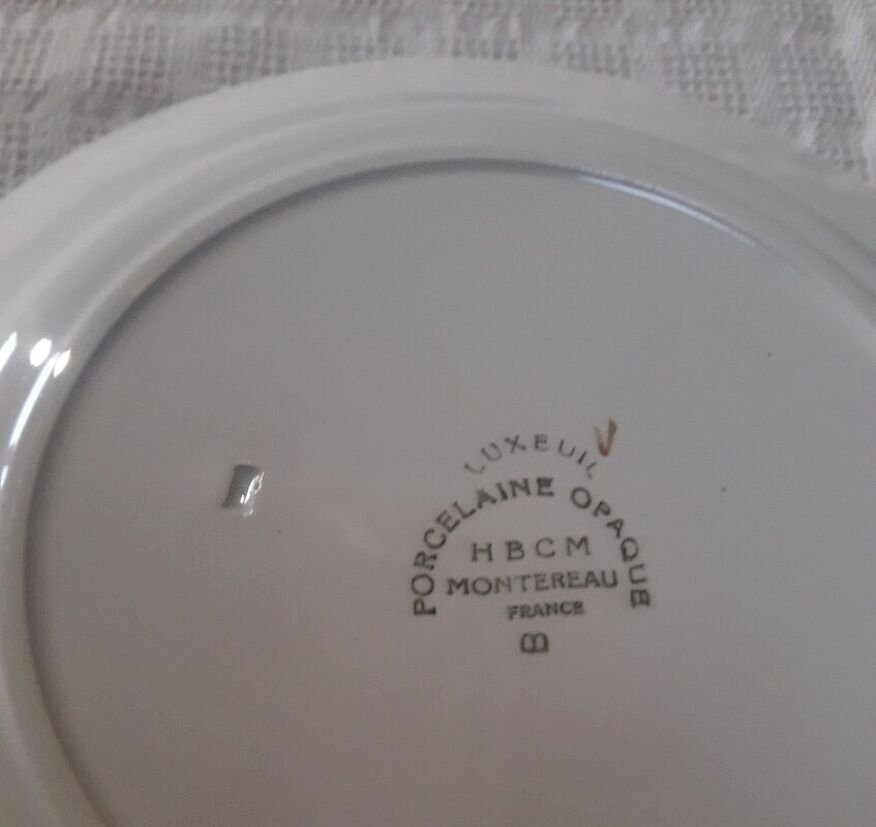 LUXEUIL
PORCELAINE OPAQUE
HBCM
MONTEREAU
FRANCE
B